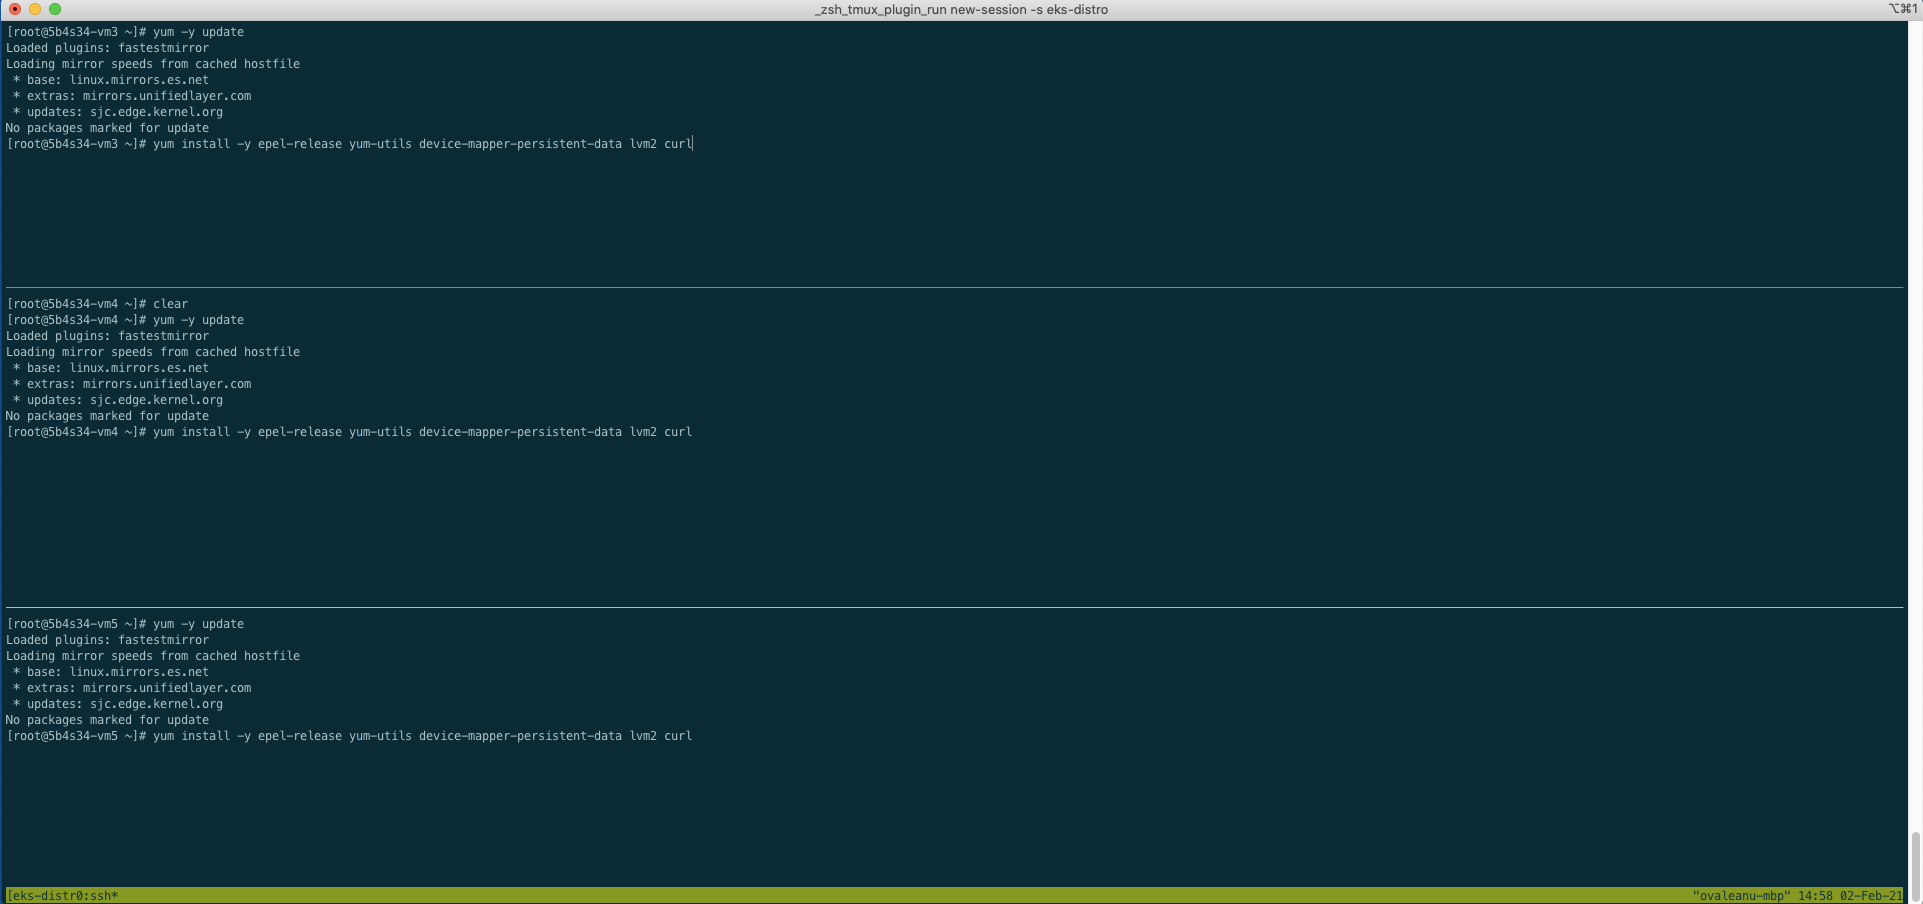 _zsh_tmux_plugin_run new-session -s eks-distro
⌥⌘1
[root@5b4s34-vm3 ~]# yum -y update
Loaded plugins: fastestmirror
Loading mirror speeds from cached hostfile
 * base: linux.mirrors.es.net
 * extras: mirrors.unifiedlayer.com
 * updates: sjc.edge.kernel.org
No packages marked for update
[root@5b4s34-vm3 ~]# yum install -y epel-release yum-utils device-mapper-persistent-data lvm2 curl
[root@5b4s34-vm4 ~]# clear
[root@5b4s34-vm4 ~]# yum -y update
Loaded plugins: fastestmirror
Loading mirror speeds from cached hostfile
 * base: linux.mirrors.es.net
 * extras: mirrors.unifiedlayer.com
 * updates: sjc.edge.kernel.org
No packages marked for update
[root@5b4s34-vm4 ~]# yum install -y epel-release yum-utils device-mapper-persistent-data lvm2 curl
[root@5b4s34-vm5 ~]# yum -y update
Loaded plugins: fastestmirror
Loading mirror speeds from cached hostfile
 * base: linux.mirrors.es.net
 * extras: mirrors.unifiedlayer.com
 * updates: sjc.edge.kernel.org
No packages marked for update
[root@5b4s34-vm5 ~]# yum install -y epel-release yum-utils device-mapper-persistent-data lvm2 curl
[eks-distr0:ssh* "ovaleanu-mbp" 14:58 02-Feb-21